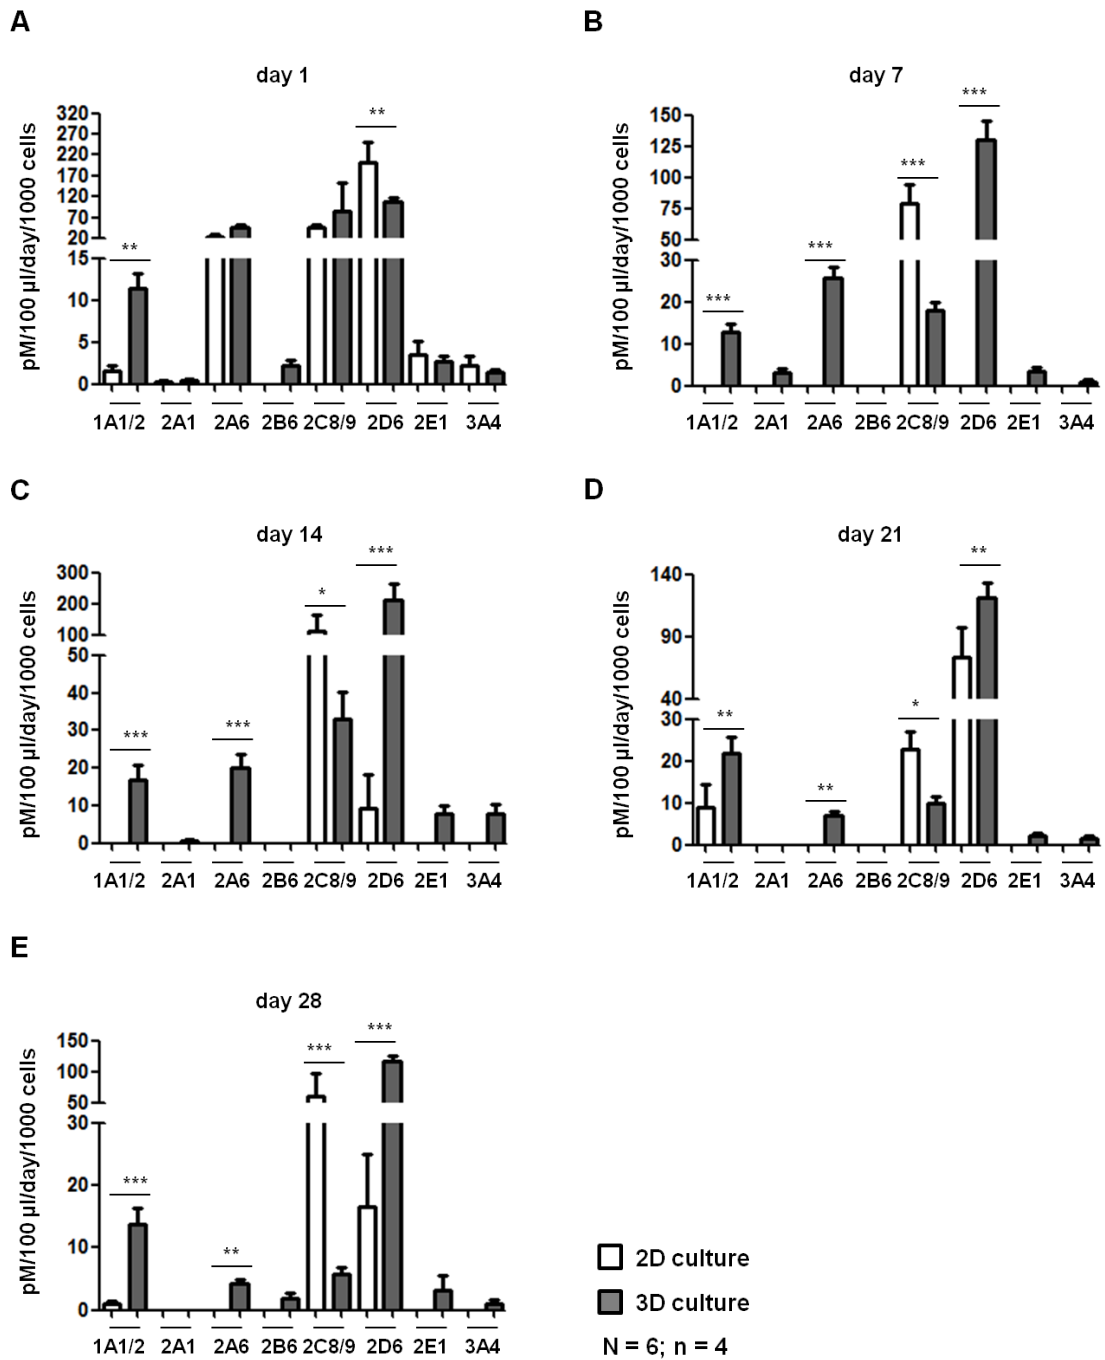 A
day 1
pM/100 µl/day/1000 cells
320
270
220
170
120
70
20
15
10
5
0
**
**
1A1/2 2A1 2A6 2B6 2C8/9 2D6 2E1 3A4
B
day 7
pM/100 µl/day/1000 cells
150
125
100
75
50
30
20
10
0
***
***
***
***
1A1/2 2A1 2A6 2B6 2C8/9 2D6 2E1 3A4
C
day 14
pM/100 µl/day/1000 cells
300
200
100
50
40
30
20
10
0
***
***
*
***
1A1/2 2A1 2A6 2B6 2C8/9 2D6 2E1 3A4
D
day 21
pM/100 µl/day/1000 cells
140
90
40
30
20
10
0
**
**
*
**
1A1/2 2A1 2A6 2B6 2C8/9 2D6 2E1 3A4
E
day 28
pM/100 µl/day/1000 cells
150
100
50
30
20
10
0
***
**
***
***
1A1/2 2A1 2A6 2B6 2C8/9 2D6 2E1 3A4
2D culture
3D culture
N = 6; n = 4